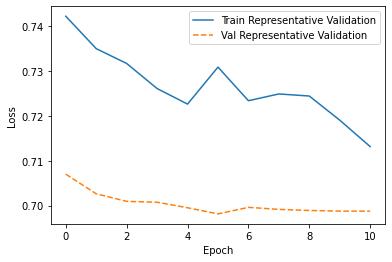 Train Representative Validation
Val Representative Validation
0.74
0.73
0.72
0.71
0.70
Loss
0 2 4 6 8 10
Epoch